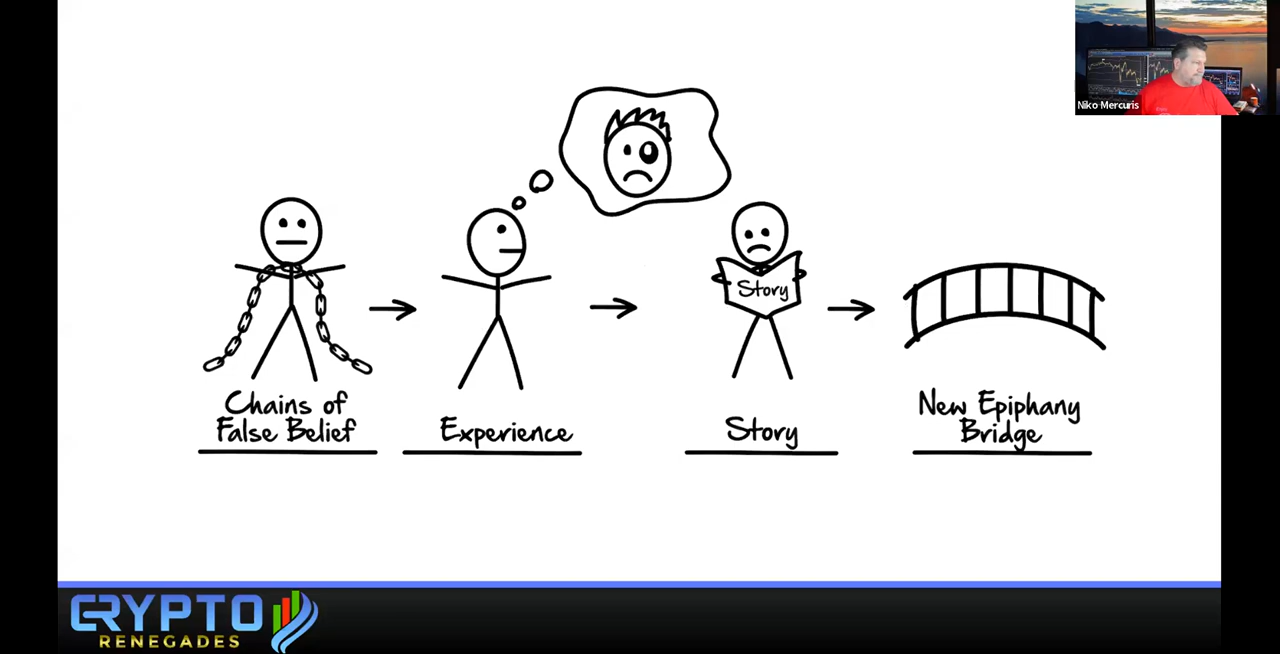 Niko Mercuris
Story
Chains of
False Belief
Experience
Story
New Epiphany
Bridge
CRYPTO
RENEGADES